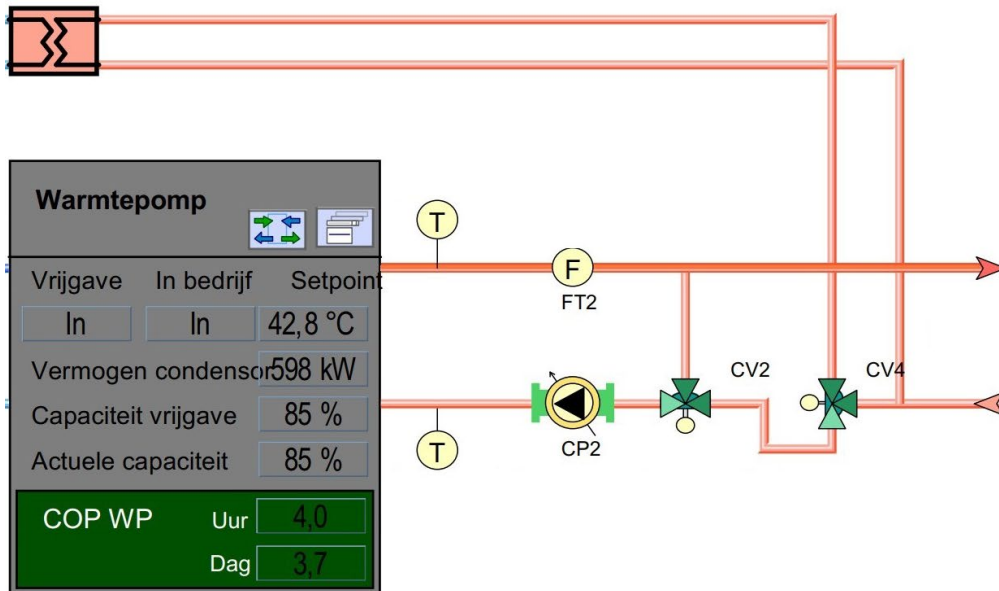 Warmtepomp
Vrijgave In bedrijf Setpoint
In In 42,8 °C
Vermogen condensor 598 kW
Capaciteit vrijgave 85 %
Actuele capaciteit 85 %
COP WP Uur 4,0
Dag 3,7
T
F
FT2
T
CP2
CV2
CV4